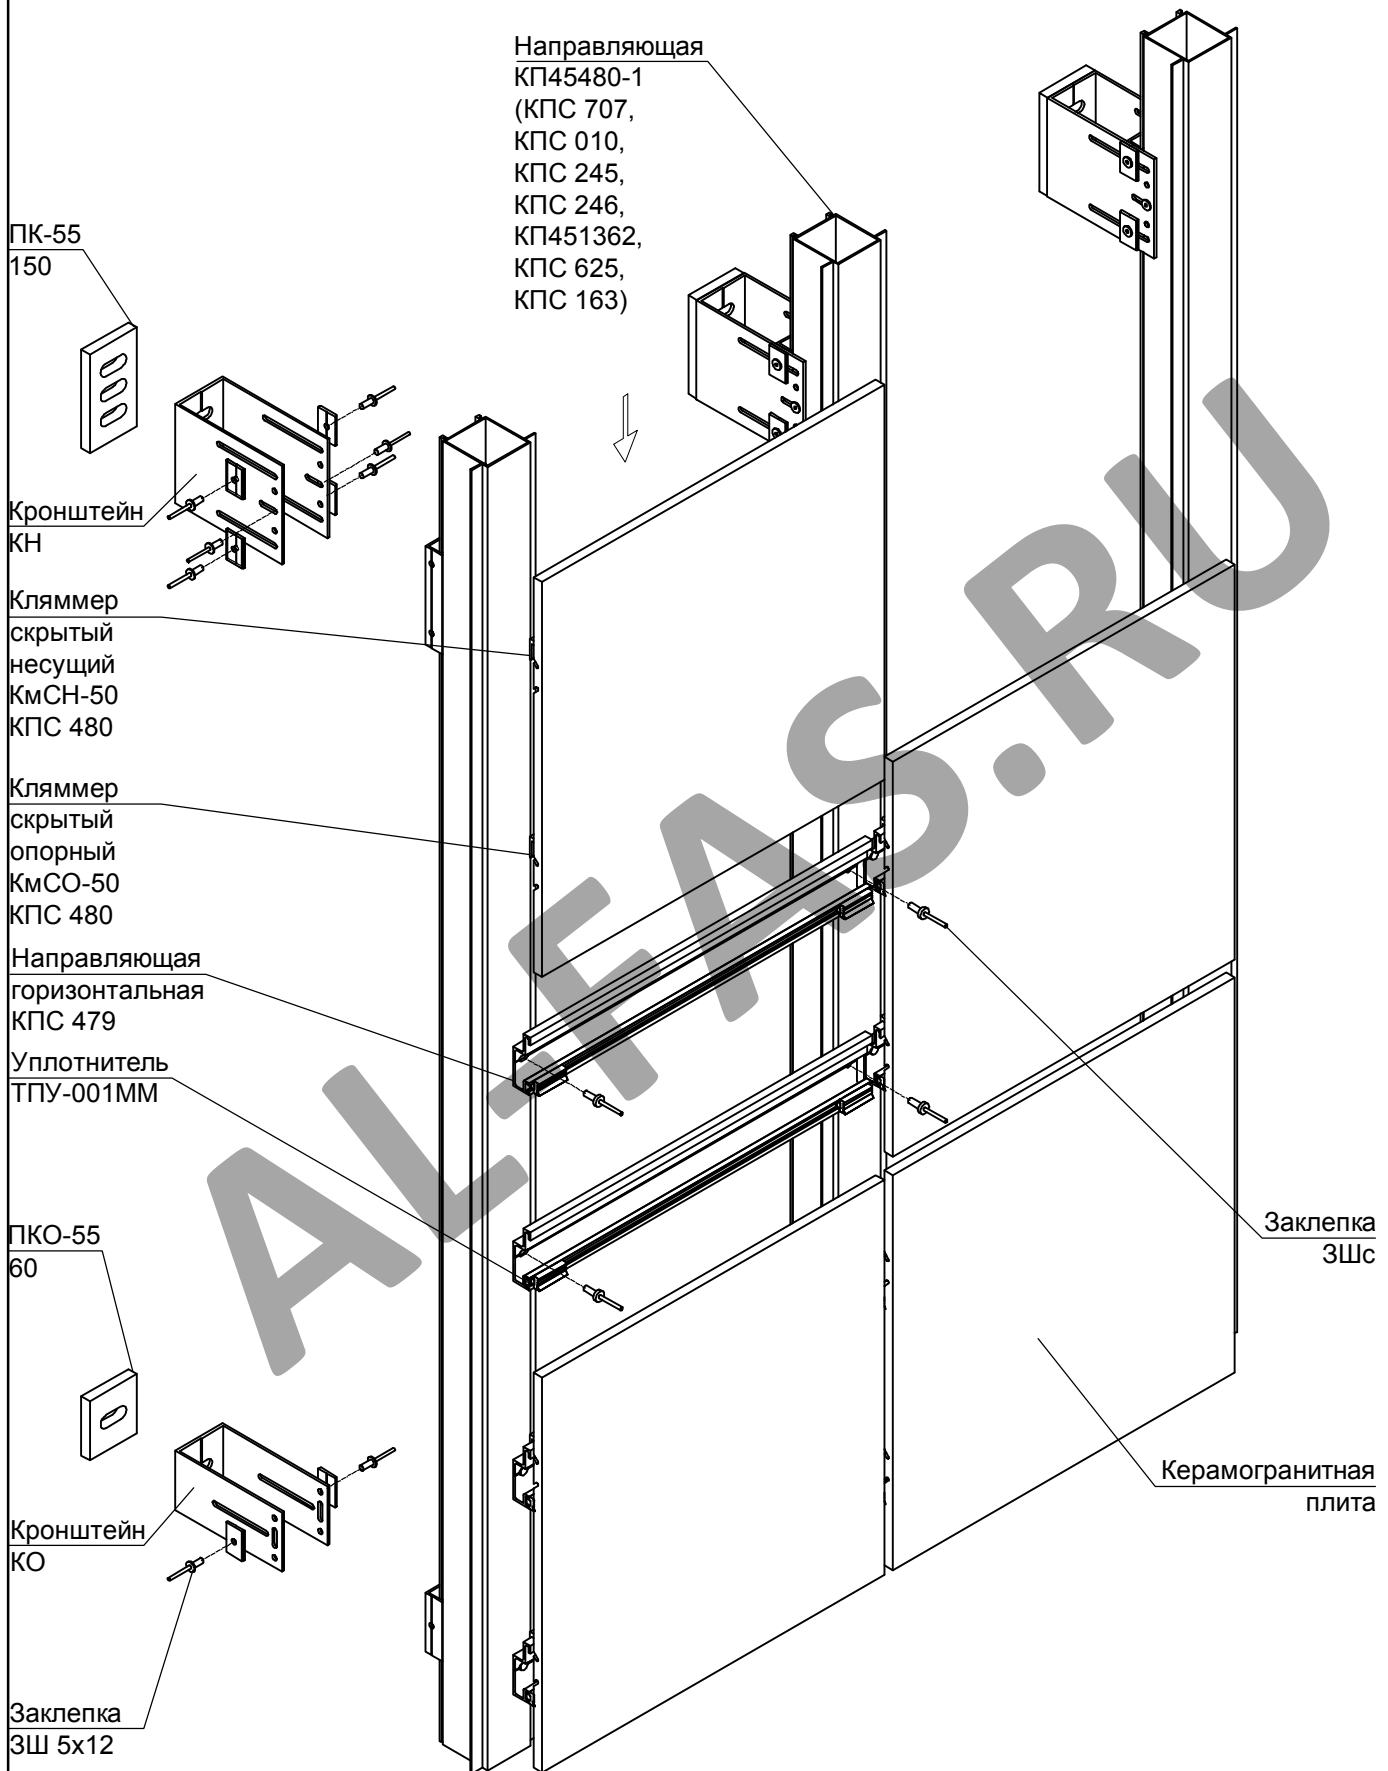 Направляющая
КП45480-1
(КПС 707,
КПС 010,
КПС 245,
КПС 246,
КП451362,
КПС 625,
КПС 163)
ПК-55
150
Кронштейн
КН
Кляммер
скрытый
несущий
КмСН-50
КПС 480
Кляммер
скрытый
опорный
КмСО-50
КПС 480
Направляющая
горизонтальная
КПС 479
Уплотнитель
ТПУ-001ММ
ПКО-55
60
Кронштейн
КО
Заклепка
ЗШ 5х12
Заклепка
ЗШс
Керамогранитная
плита
AL-FAS.RU